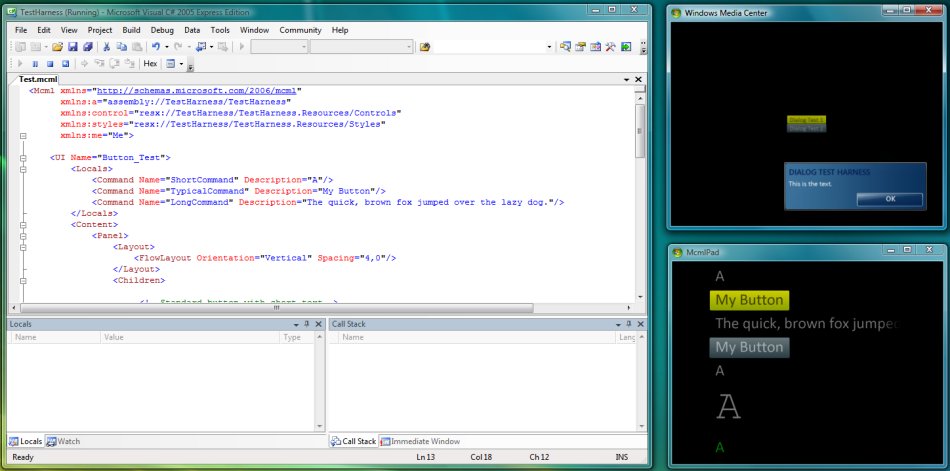 TestHarness (Running) - Microsoft Visual C# 2005 Express Edition
File Edit View Project Build Debug Data Tools Window Community Help
Hex
Test.mcml
<Mcml xmlns="http://schemas.microsoft.com/2006/mcml"
xmlns:a="assembly://TestHarness/TestHarness"
xmlns:control="resx://TestHarness/TestHarness.Resources/Controls"
xmlns:styles="resx://TestHarness/TestHarness.Resources/Styles"
xmlns:me="Me">
<UI Name="Button_Test">
<Locals>
<Command Name="ShortCommand" Description="A"/>
<Command Name="TypicalCommand" Description="My Button"/>
<Command Name="LongCommand" Description="The quick, brown fox jumped over the lazy dog."/>
</Locals>
<Content>
<Panel>
<Layout>
<FlowLayout Orientation="Vertical" Spacing="4,0"/>
</Layout>
<Children>
<!-- Standard button with short text -->
Locals
Name Value Type
Locals Watch
Call Stack
Name Lang
Call Stack Immediate Window
Ready Ln 13 Col 18 Ch 12 INS
Windows Media Center
Dialog Test 1
Dialog Test 2
DIALOG TEST HARNESS
This is the text.
OK
McmlPad
A
My Button
The quick, brown fox jumped
My Button
A
A
A